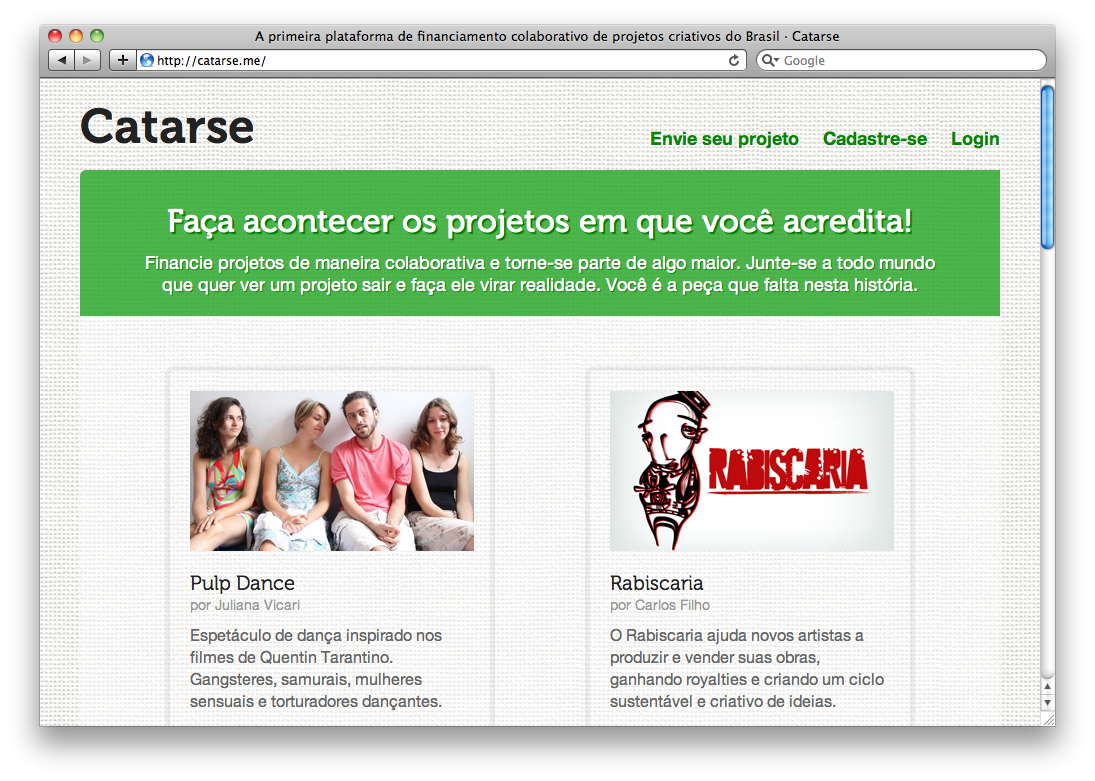 A primeira plataforma de financiamento colaborativo de projetos criativos do Brasil · Catarse
http://catarse.me/
Google
Catarse
Envie seu projeto Cadastre-se Login
Faça acontecer os projetos em que você acredita!
Financie projetos de maneira colaborativa e torne-se parte de algo maior. Junte-se a todo mundo
que quer ver um projeto sair e faça ele virar realidade. Você é a peça que falta nesta história.
RABISCARIA
Pulp Dance
por Juliana Vicari
Espetáculo de dança inspirado nos
filmes de Quentin Tarantino.
Gangsteres, samurais, mulheres
sensuais e torturadores dançantes.
Rabiscaria
por Carlos Filho
O Rabiscaria ajuda novos artistas a
produzir e vender suas obras,
ganhando royalties e criando um ciclo
sustentável e criativo de ideias.